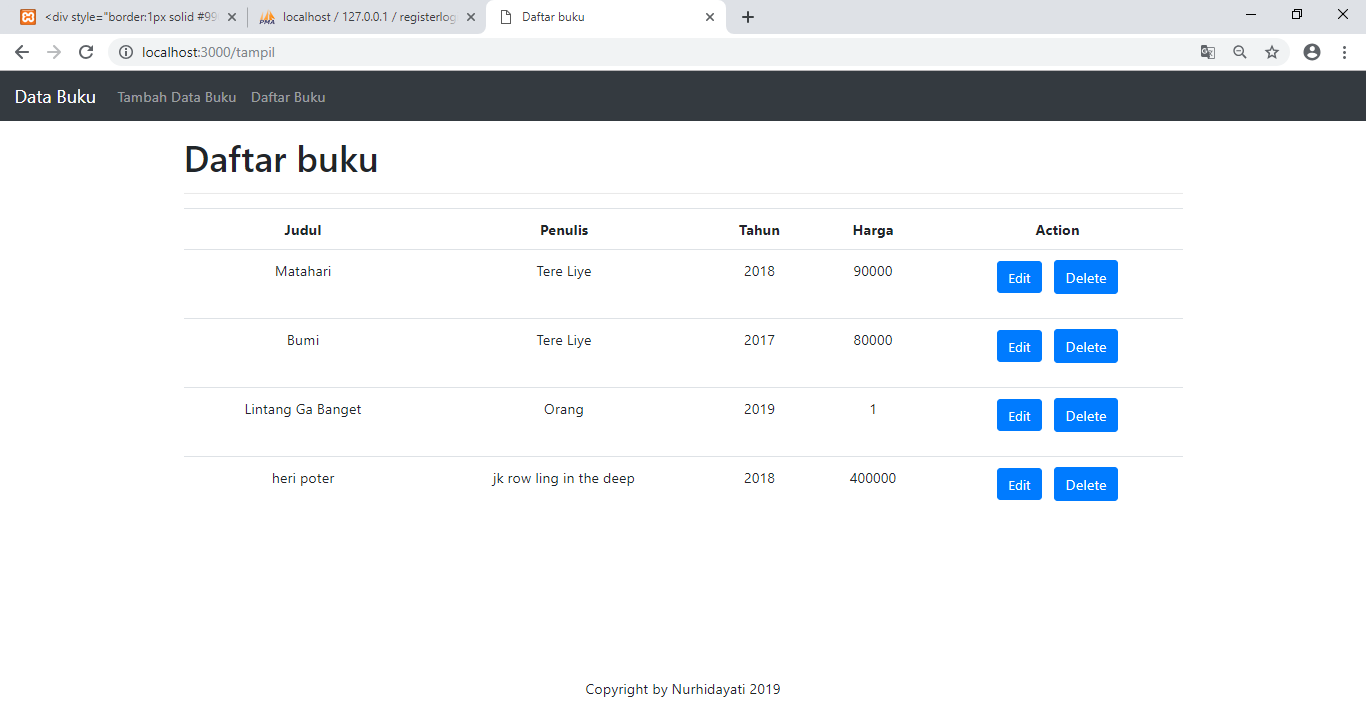 <div style="border:1px solid #99
localhost / 127.0.0.1 / registerlog
Daftar buku
localhost:3000/tampil
Data Buku Tambah Data Buku Daftar Buku
Daftar buku
Judul Penulis Tahun Harga Action
Matahari Tere Liye 2018 90000 Edit Delete
Bumi Tere Liye 2017 80000 Edit Delete
Lintang Ga Banget Orang 2019 1 Edit Delete
heri poter jk row ling in the deep 2018 400000 Edit Delete
Copyright by Nurhidayati 2019